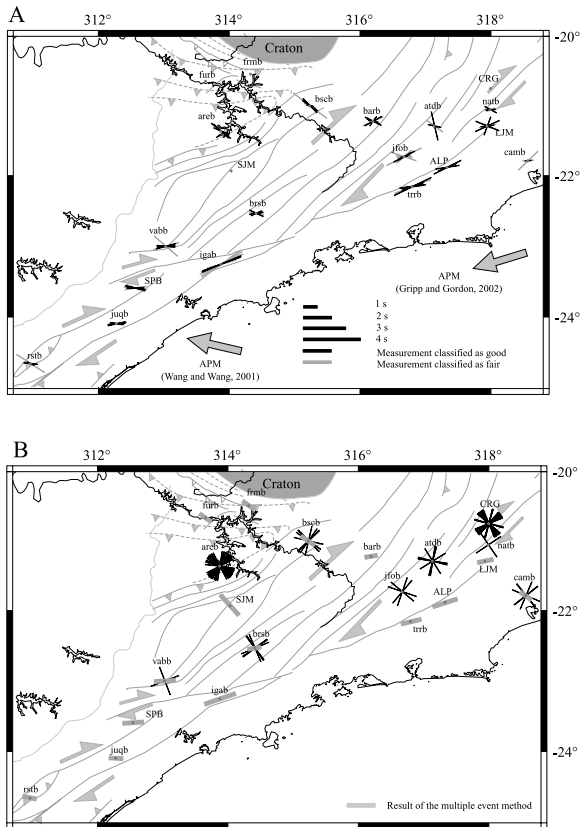 A
312 314 316 318
Craton
-20°
furb
frmb
bscb
CRG
areb
barb
atdb
natb
LJM
jfob
ALP
camb
SJM
-22°
trrb
brsb
vabb
igab
SPB
APM
(Gripp and Gordon, 2002)
juqb
1 s
2 s
3 s
4 s
-24°
Measurement classified as good
Measurement classified as fair
rstb
APM
(Wang and Wang, 2001)
B
312 314 316 318
-20°
Craton
furb
frmb
bscb
CRG
areb
barb
atdb
natb
jfob
LJM
camb
SJM
ALP
-22°
trrb
brsb
vabb
igab
SPB
juqb
-24°
rstb
Result of the multiple event method